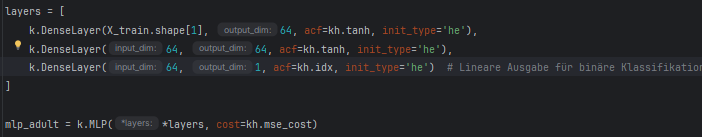 layers = [
k.DenseLayer(X_train.shape[1], output_dim: 64, acf=kh.tanh, init_type='he'),
k.DenseLayer( input_dim: 64, output_dim: 64, acf=kh.tanh, init_type='he'),
k.DenseLayer( input_dim: 64, output_dim: 1, acf=kh.idx, init_type='he') # Lineare Ausgabe für binäre Klassifikation
]
mlp_adult = k.MLP( *layers: *layers, cost=kh.mse_cost)